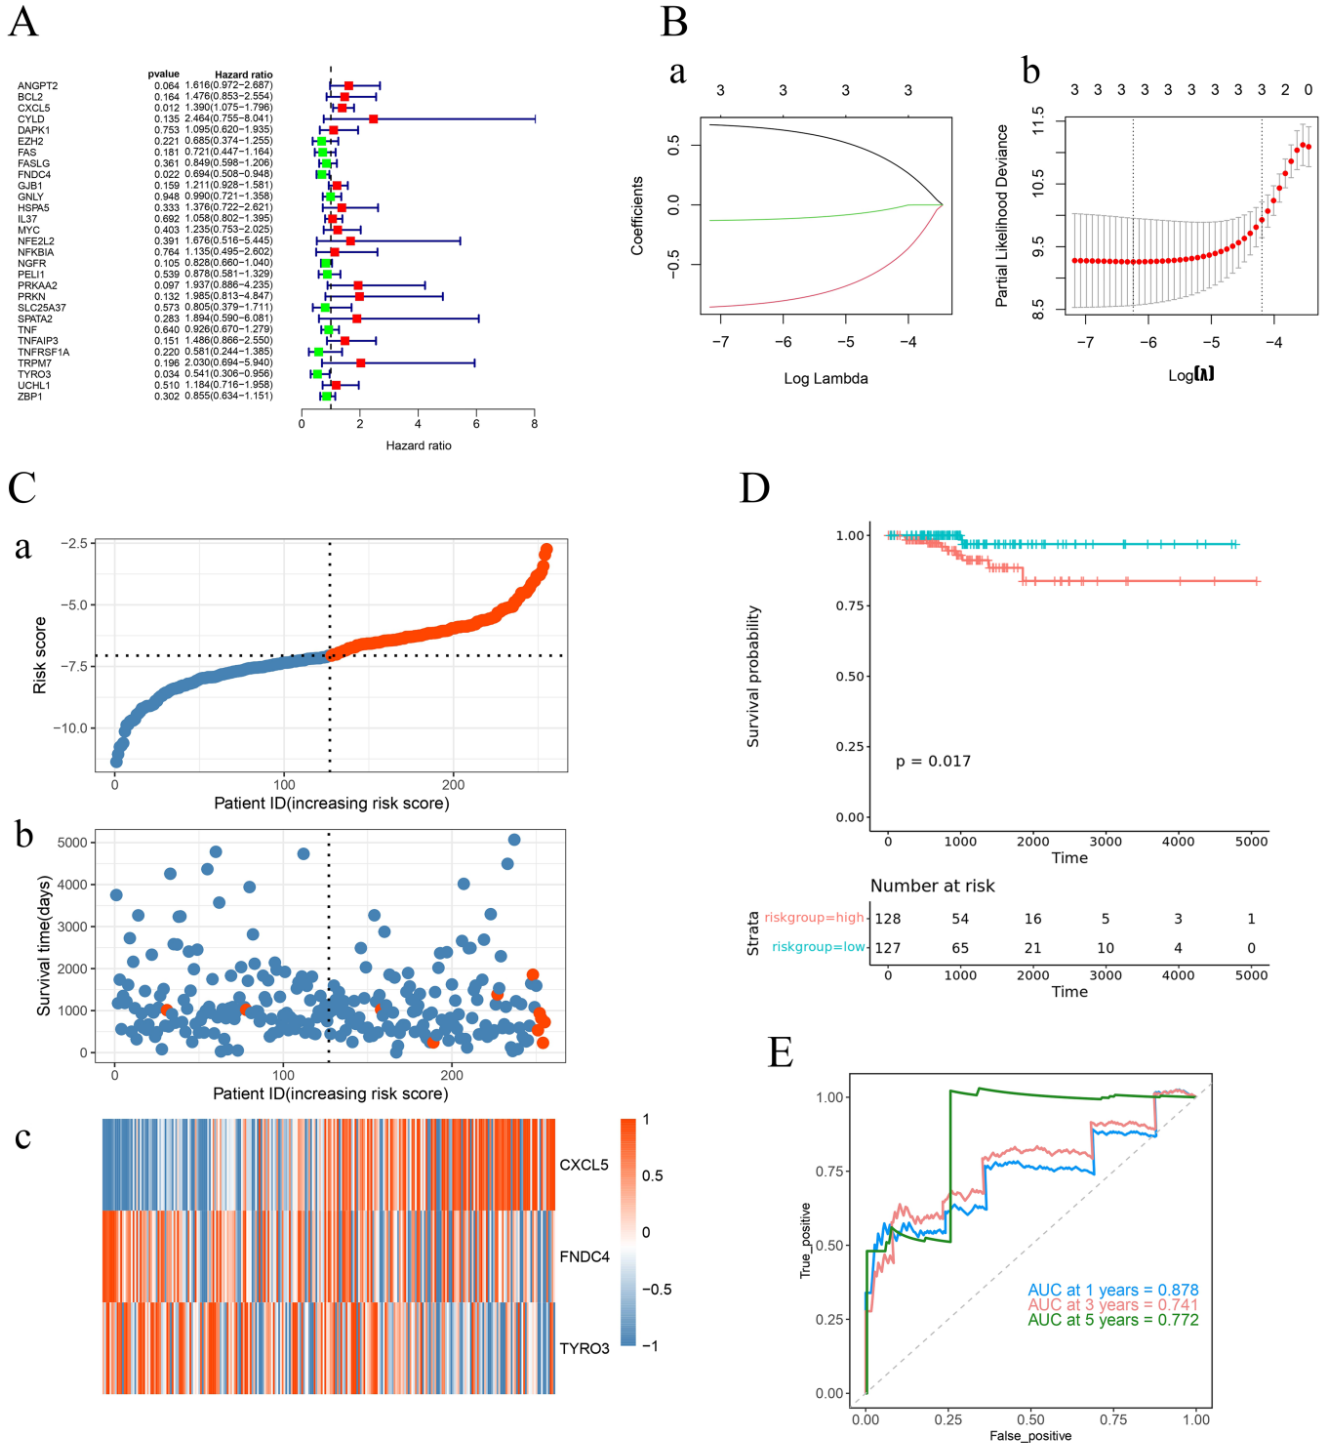 A
pvalue Hazard ratio
ANGPT2 0.064 1.616(0.972−2.687)
BCL2 0.164 1.476(0.853−2.554)
CXCL5 0.012 1.390(1.075−1.796)
CYLD 0.135 2.464(0.755−8.041)
DAPK1 0.753 1.095(0.620−1.935)
EZH2 0.221 0.685(0.374−1.255)
FAS 0.181 0.721(0.447−1.164)
FASLG 0.361 0.849(0.598−1.206)
FNDC4 0.022 0.694(0.508−0.948)
GJB1 0.159 1.211(0.928−1.581)
GNLY 0.948 0.990(0.721−1.358)
HSPA5 0.333 1.376(0.722−2.621)
IL37 0.692 1.058(0.802−1.395)
MYC 0.403 1.235(0.753−2.025)
NFE2L2 0.391 1.676(0.516−5.445)
NFKBIA 0.764 1.135(0.495−2.602)
NGFR 0.105 0.828(0.660−1.040)
PELI1 0.539 0.878(0.581−1.329)
PRKAA2 0.097 1.937(0.886−4.235)
PRKN 0.132 1.985(0.813−4.847)
SLC25A37 0.573 0.805(0.379−1.711)
SPATA2 0.283 1.894(0.590−6.081)
TNF 0.640 0.926(0.670−1.279)
TNFAIP3 0.151 1.486(0.866−2.550)
TNFRSF1A 0.220 0.581(0.244−1.385)
TRPM7 0.196 2.030(0.694−5.940)
TYRO3 0.034 0.541(0.306−0.956)
UCHL1 0.510 1.184(0.716−1.958)
ZBP1 0.302 0.855(0.634−1.151)
0 2 4 6 8
Hazard ratio
B
a
3 3 3 3
0.5
0.0
−0.5
Coefficients
−7 −6 −5 −4
Log Lambda
b
3 3 3 3 3 3 3 3 3 2 0
11.5
10.5
9.5
8.5
Partial Likelihood Deviance
−7 −6 −5 −4
Log(λ)
C
a
−2.5
−5.0
−7.5
−10.0
Risk score
0 100 200
Patient ID(increasing risk score)
b
5000
4000
3000
2000
1000
0
Survival time(days)
0 100 200
Patient ID(increasing risk score)
c
CXCL5
FNDC4
TYRO3
1
0.5
0
−0.5
−1
D
1.00
0.75
0.50
0.25
0.00
Survival probability
p = 0.017
0 1000 2000 3000 4000 5000
Time
Number at risk
Strata
riskgroup=high 128 54 16 5 3 1
riskgroup=low 127 65 21 10 4 0
0 1000 2000 3000 4000 5000
Time
E
1.00
0.75
0.50
0.25
0.00
True_positive
AUC at 1 years = 0.878
AUC at 3 years = 0.741
AUC at 5 years = 0.772
0.00 0.25 0.50 0.75 1.00
False_positive